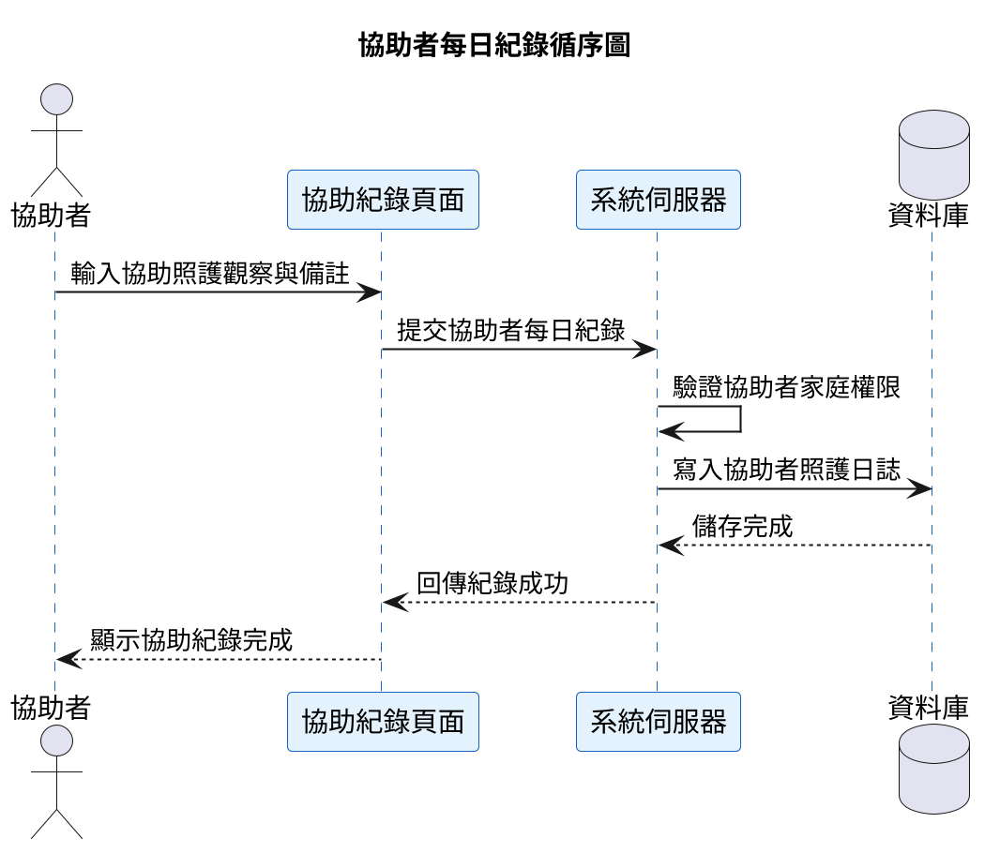 協助者每日紀錄循序圖
協助者
協助紀錄頁面
系統伺服器
資料庫
輸入協助照護觀察與備註
提交協助者每日紀錄
驗證協助者家庭權限
寫入協助者照護日誌
儲存完成
回傳紀錄成功
顯示協助紀錄完成
協助者
協助紀錄頁面
系統伺服器
資料庫